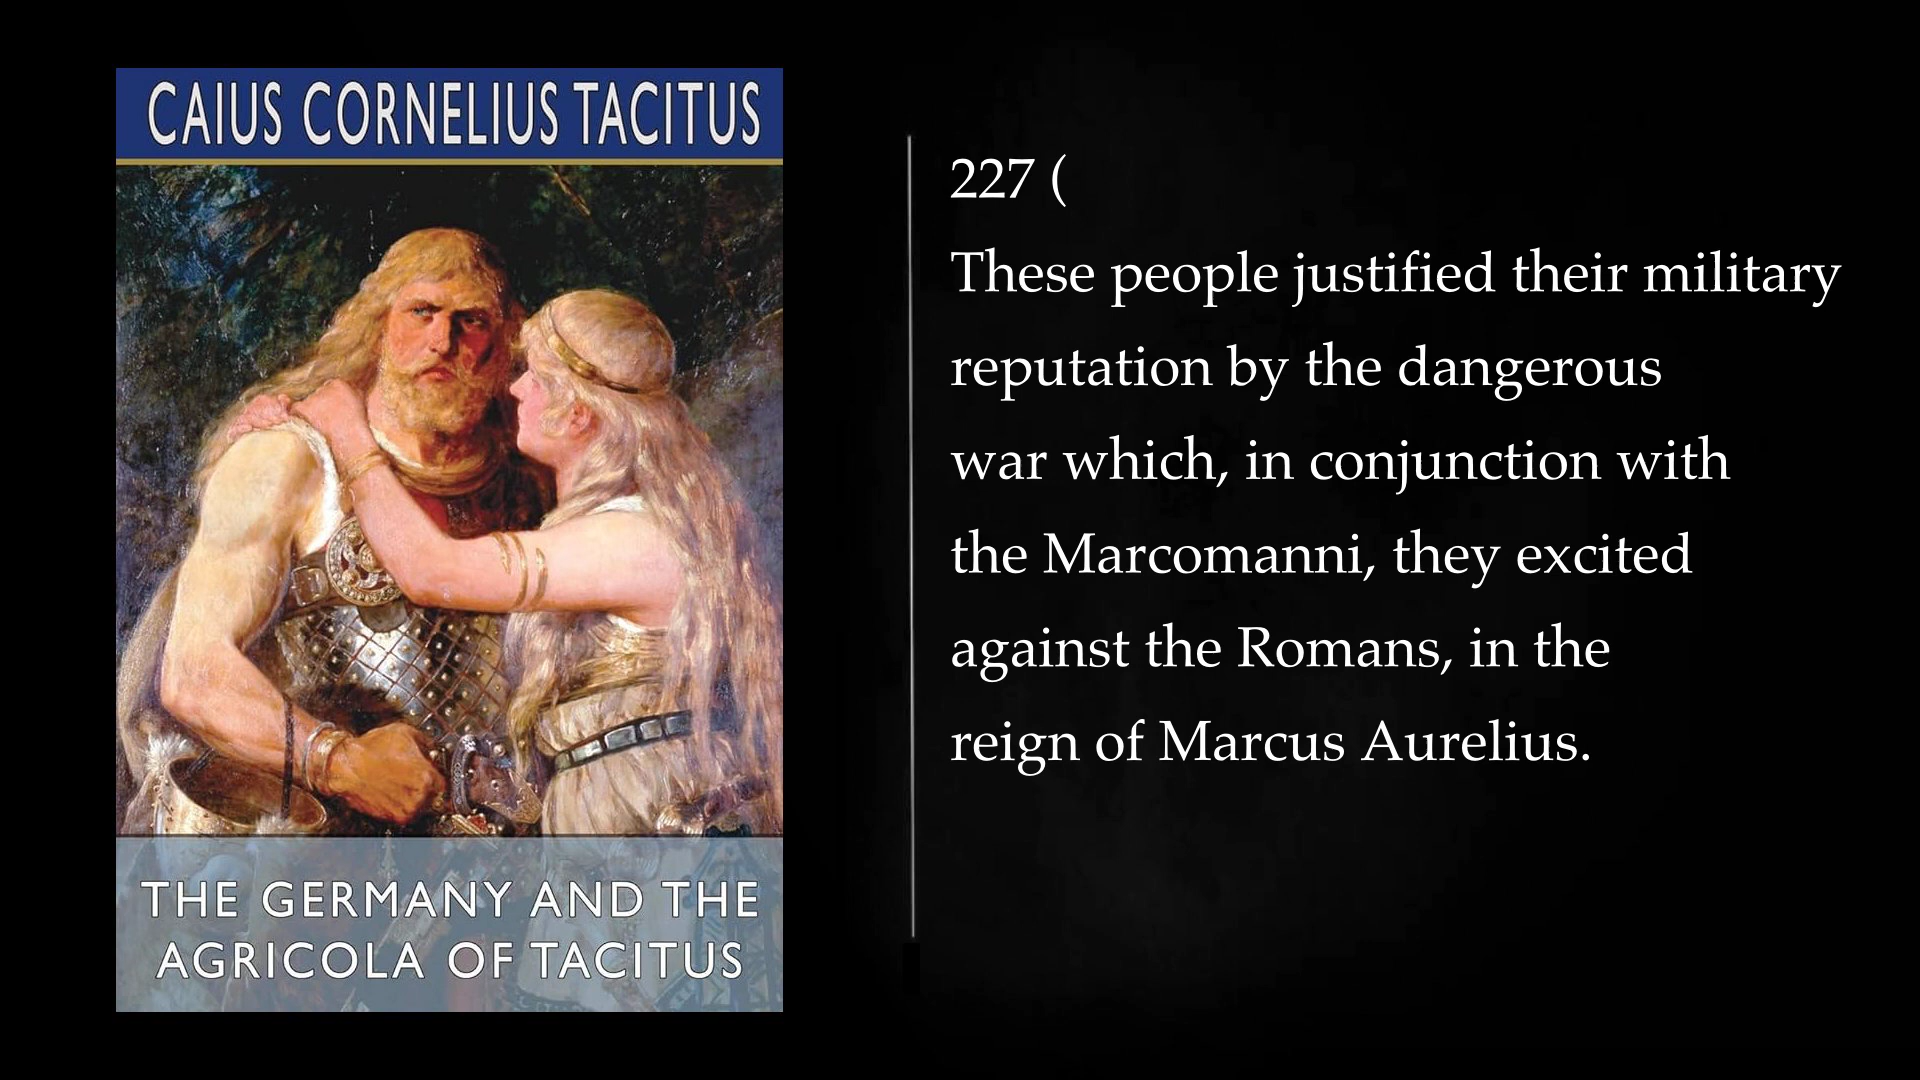 CAIUS CORNELIUS TACITUS
THE GERMANY AND THE
AGRICOLA OF TACITUS
227 (
These people justified their military
reputation by the dangerous
war which, in conjunction with
the Marcomanni, they excited
against the Romans, in the
reign of Marcus Aurelius.